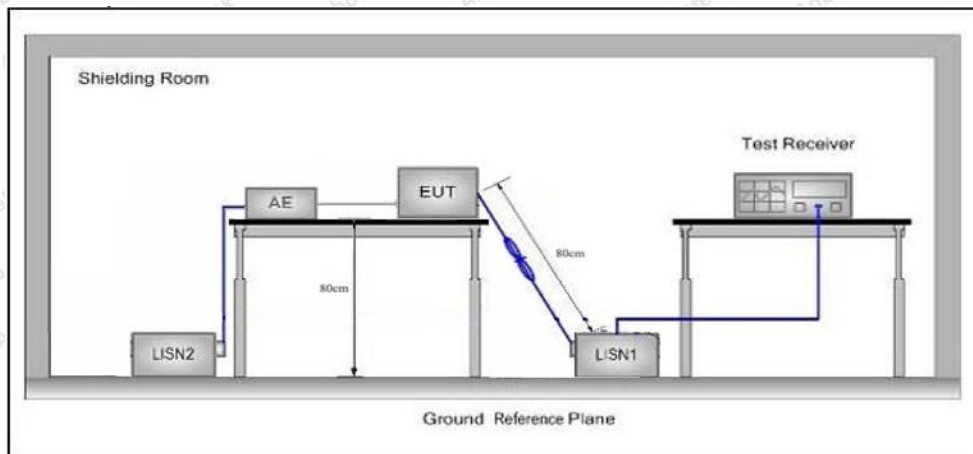 Shielding Room
Test Receiver
AE
EUT
80cm
80cm
LISN2
LISN1
Ground Reference Plane